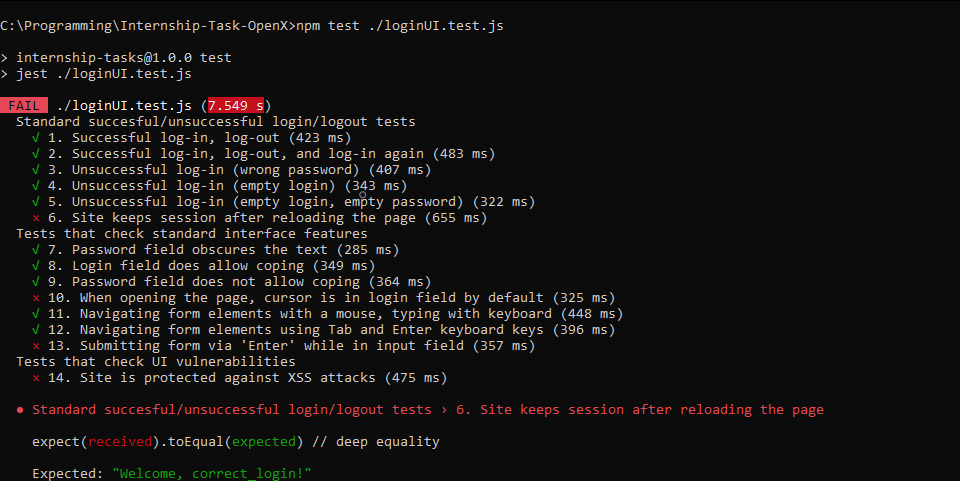 C:\Programming\Internship-Task-OpenX>npm test ./loginUI.test.js
> internship-tasks@1.0.0 test
> jest ./loginUI.test.js
FAIL ./loginUI.test.js (7.549 s)
Standard succesful/unsuccessful login/logout tests
√ 1. Successful log-in, log-out (423 ms)
√ 2. Successful log-in, log-out, and log-in again (483 ms)
√ 3. Unsuccessful log-in (wrong password) (407 ms)
√ 4. Unsuccessful log-in (empty login) (343 ms)
√ 5. Unsuccessful log-in (empty login, empty password) (322 ms)
× 6. Site keeps session after reloading the page (655 ms)
Tests that check standard interface features
√ 7. Password field obscures the text (285 ms)
√ 8. Login field does allow coping (349 ms)
√ 9. Password field does not allow coping (364 ms)
× 10. When opening the page, cursor is in login field by default (325 ms)
√ 11. Navigating form elements with a mouse, typing with keyboard (448 ms)
√ 12. Navigating form elements using Tab and Enter keyboard keys (396 ms)
× 13. Submitting form via 'Enter' while in input field (357 ms)
Tests that check UI vulnerabilities
× 14. Site is protected against XSS attacks (475 ms)
● Standard succesful/unsuccessful login/logout tests › 6. Site keeps session after reloading the page
expect(received).toEqual(expected) // deep equality
Expected: "Welcome, correct_login!"